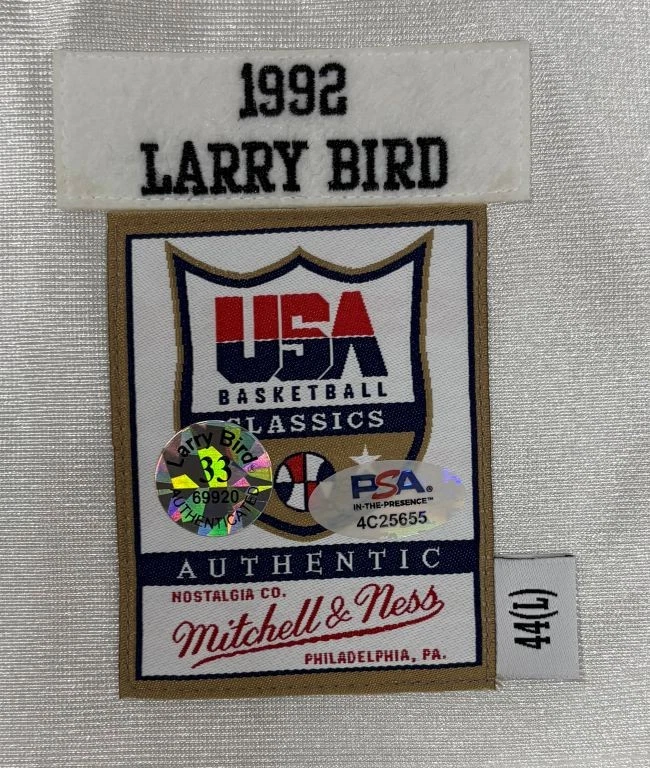 1992
LARRY BIRD
USA
BASKETBALL
CLASSICS
Larry Bird
33
69920
AUTHENTICATED
PSA®
IN-THE-PRESENCE™
4C25655
AUTHENTIC
NOSTALGIA CO.
Mitchell & Ness
PHILADELPHIA, PA.
44(L)